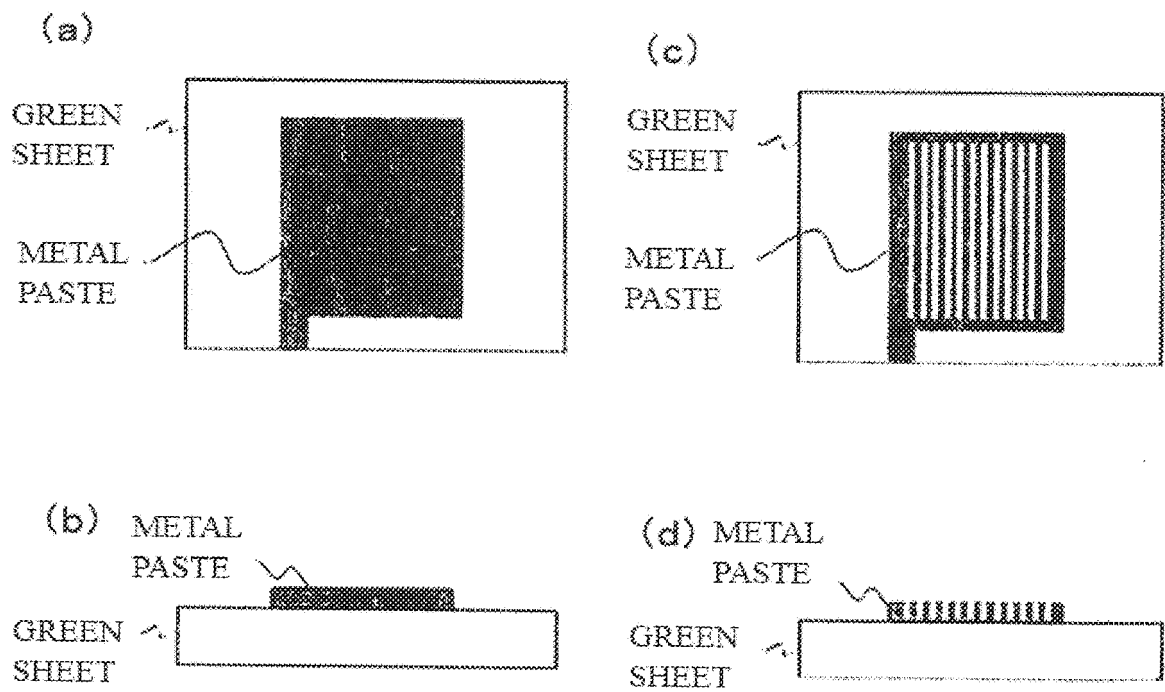 (a)
GREEN
SHEET
METAL
PASTE
(c)
GREEN
SHEET
METAL
PASTE
(b)
METAL
PASTE
GREEN
SHEET
(d)
METAL
PASTE
GREEN
SHEET